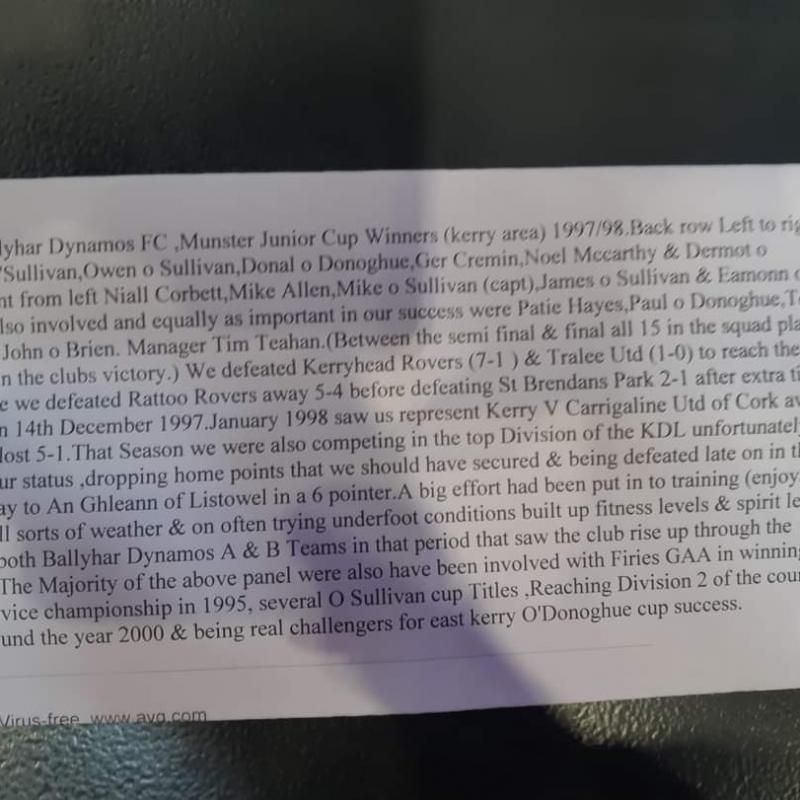 lyhar Dynamos FC ,Munster Junior Cup Winners (kerry area) 1997/98.Back row Left to rig
'Sullivan,Owen o Sullivan,Donal o Donoghue,Ger Cremin,Noel Mccarthy & Dermot o
nt from left Niall Corbett,Mike Allen,Mike o Sullivan (capt),James o Sullivan & Eamonn o
lso involved and equally as important in our success were Patie Hayes,Paul o Donoghue,T
John o Brien. Manager Tim Teahan.(Between the semi final & final all 15 in the squad pla
n the clubs victory.) We defeated Kerryhead Rovers (7-1 ) & Tralee Utd (1-0) to reach the
e we defeated Rattoo Rovers away 5-4 before defeating St Brendans Park 2-1 after extra ti
n 14th December 1997.January 1998 saw us represent Kerry V Carrigaline Utd of Cork aw
lost 5-1.That Season we were also competing in the top Division of the KDL unfortunatel
ur status ,dropping home points that we should have secured & being defeated late on in th
ay to An Ghleann of Listowel in a 6 pointer.A big effort had been put in to training (enjoy
ll sorts of weather & on often trying underfoot conditions built up fitness levels & spirit le
both Ballyhar Dynamos A & B Teams in that period that saw the club rise up through the
The Majority of the above panel were also have been involved with Firies GAA in winning
vice championship in 1995, several O Sullivan cup Titles ,Reaching Division 2 of the cou
und the year 2000 & being real challengers for east kerry O'Donoghue cup success.
Virus-free www.avg.com